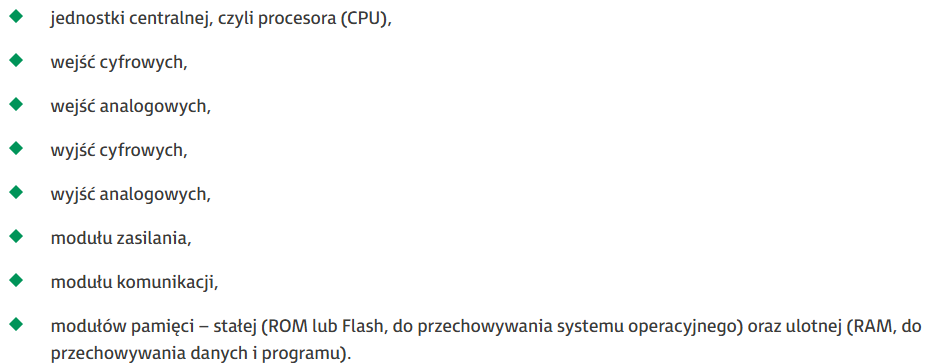 jednostki centralnej, czyli procesora (CPU),
wejść cyfrowych,
wejść analogowych,
wyjść cyfrowych,
wyjść analogowych,
modułu zasilania,
modułu komunikacji,
modułów pamięci – stałej (ROM lub Flash, do przechowywania systemu operacyjnego) oraz ulotnej (RAM, do
przechowywania danych i programu).